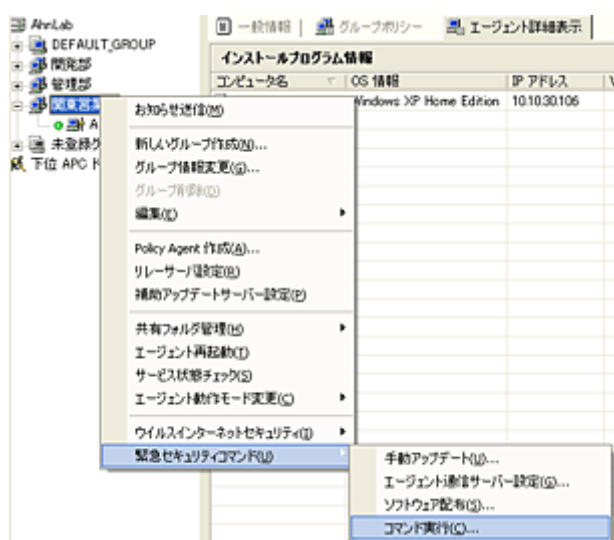 AhnLab
DEFAULT_GROUP
開発部
管理部
関東営業
A
未登録グ
下位 APC ド
一般情報
グループポリシー
エージェント詳細表示
インストールプログラム情報
コンピュータ名
OS 情報
IP アドレス
Windows XP Home Edition
10.10.30.106
お知らせ送信(M)
新しいグループ作成(N)...
グループ情報変更(G)...
グループ削除(D)
編集(E)
Policy Agent 作成(A)...
リレーサーバ設定(R)
補助アップデートサーバー設定(P)
共有フォルダ管理(H)
エージェント再起動(T)
サービス状態チェック(S)
エージェント動作モード変更(C)
ウイルスインターネットセキュリティ(I)
緊急セキュリティコマンド(U)
手動アップデート(U)...
エージェント通信サーバー設定(G)...
ソフトウェア配布(S)...
コマンド実行(C)...